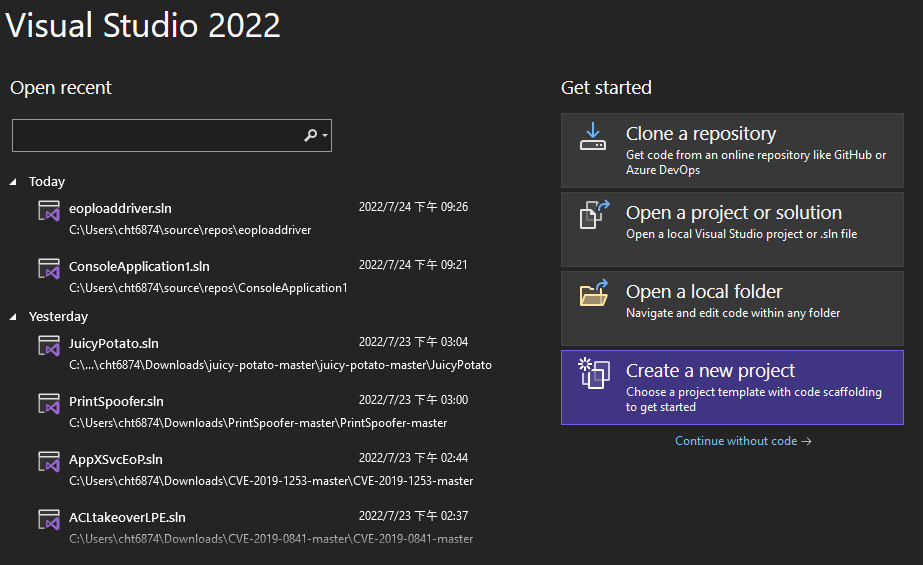 Visual Studio 2022
Open recent
Today
eoploaddriver.sln 2022/7/24 下午 09:26
C:\Users\cht6874\source\repos\eoploaddriver
ConsoleApplication1.sln 2022/7/24 下午 09:21
C:\Users\cht6874\source\repos\ConsoleApplication1
Yesterday
JuicyPotato.sln 2022/7/23 下午 03:04
C:\...\cht6874\Downloads\juicy-potato-master\juicy-potato-master\JuicyPotato
PrintSpoofer.sln 2022/7/23 下午 03:00
C:\Users\cht6874\Downloads\PrintSpoofer-master\PrintSpoofer-master
AppXSvcEoP.sln 2022/7/23 下午 02:44
C:\Users\cht6874\Downloads\CVE-2019-1253-master\CVE-2019-1253-master
ACLtakeoverLPE.sln 2022/7/23 下午 02:37
C:\Users\cht6874\Downloads\CVE-2019-0841-master\CVE-2019-0841-master
Get started
Clone a repository
Get code from an online repository like GitHub or
Azure DevOps
Open a project or solution
Open a local Visual Studio project or .sln file
Open a local folder
Navigate and edit code within any folder
Create a new project
Choose a project template with code scaffolding
to get started
Continue without code →